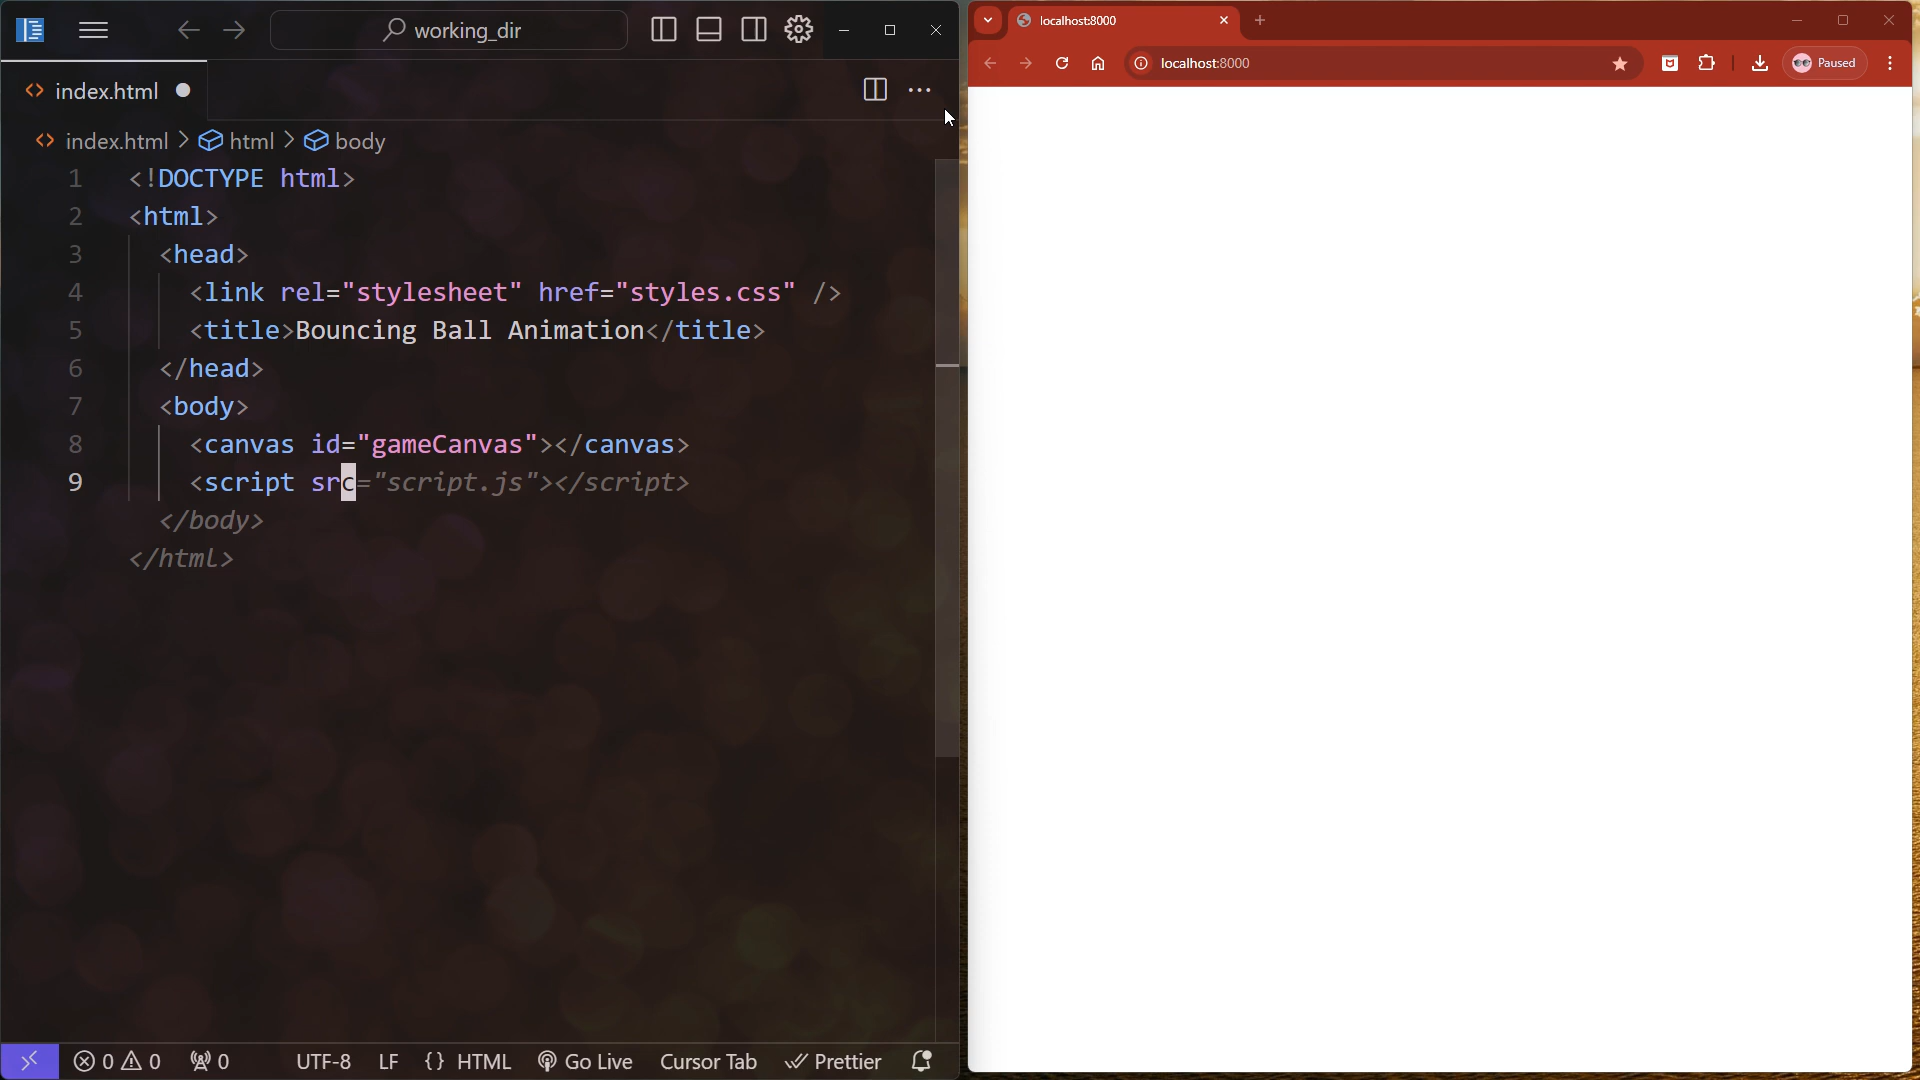 working_dir
index.html
index.html > html > body
1 <!DOCTYPE html>
2 <html>
3 <head>
4 <link rel="stylesheet" href="styles.css" />
5 <title>Bouncing Ball Animation</title>
6 </head>
7 <body>
8 <canvas id="gameCanvas"></canvas>
9 <script src="script.js"></script>
</body>
</html>
0 0 0 UTF-8 LF {} HTML Go Live Cursor Tab Prettier
localhost:8000
localhost:8000 Paused